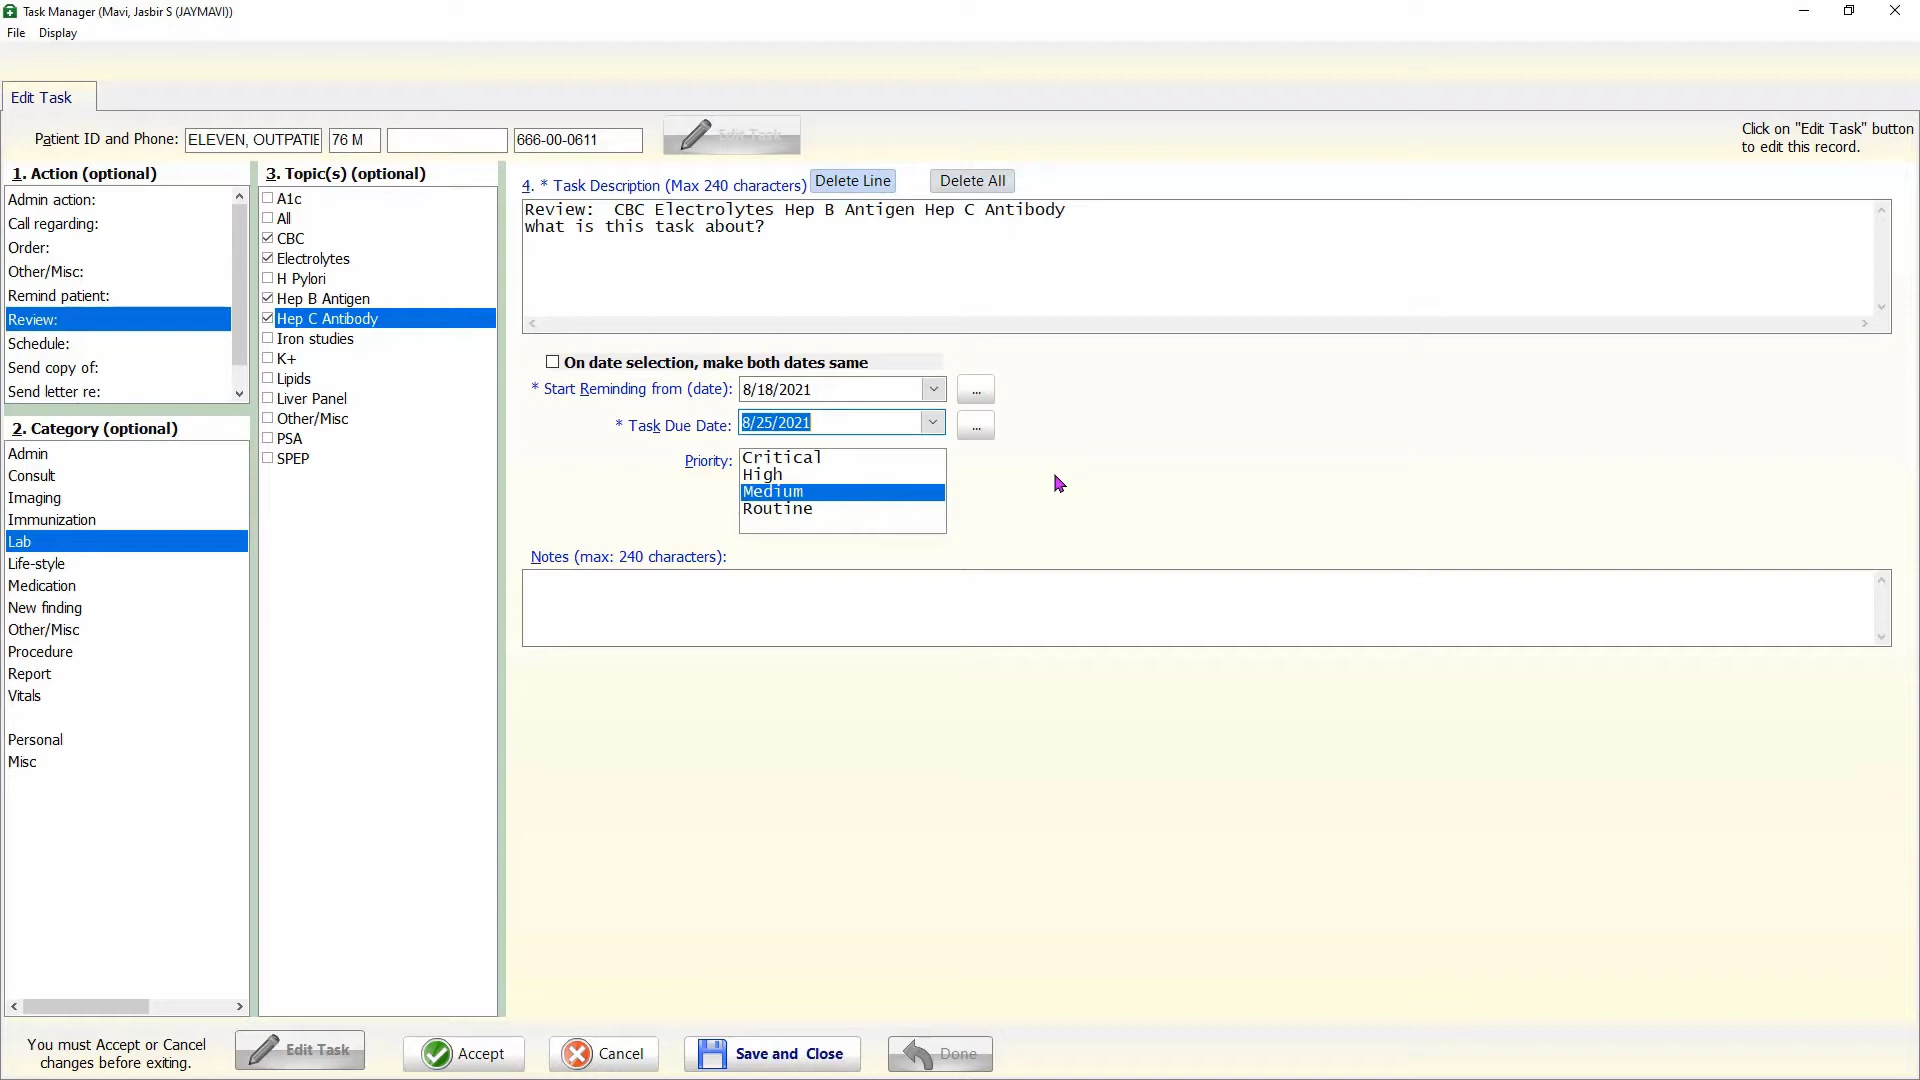 Task Manager (Mavi, Jasbir S (JAYMAVI))
File Display
Edit Task
Patient ID and Phone: ELEVEN, OUTPATIE 76 M 666-00-0611 Edit Task
Click on "Edit Task" button
to edit this record.
1. Action (optional)
Admin action:
Call regarding:
Order:
Other/Misc:
Remind patient:
Review:
Schedule:
Send copy of:
Send letter re:
2. Category (optional)
Admin
Consult
Imaging
Immunization
Lab
Life-style
Medication
New finding
Other/Misc
Procedure
Report
Vitals
Personal
Misc
3. Topic(s) (optional)
A1c
All
CBC
Electrolytes
H Pylori
Hep B Antigen
Hep C Antibody
Iron studies
K+
Lipids
Liver Panel
Other/Misc
PSA
SPEP
4. * Task Description (Max 240 characters) Delete Line Delete All
Review: CBC Electrolytes Hep B Antigen Hep C Antibody
what is this task about?
On date selection, make both dates same
* Start Reminding from (date): 8/18/2021 ...
* Task Due Date: 8/25/2021 ...
Priority: Critical
High
Medium
Routine
Notes (max: 240 characters):
You must Accept or Cancel
changes before exiting.
Edit Task Accept Cancel Save and Close Done